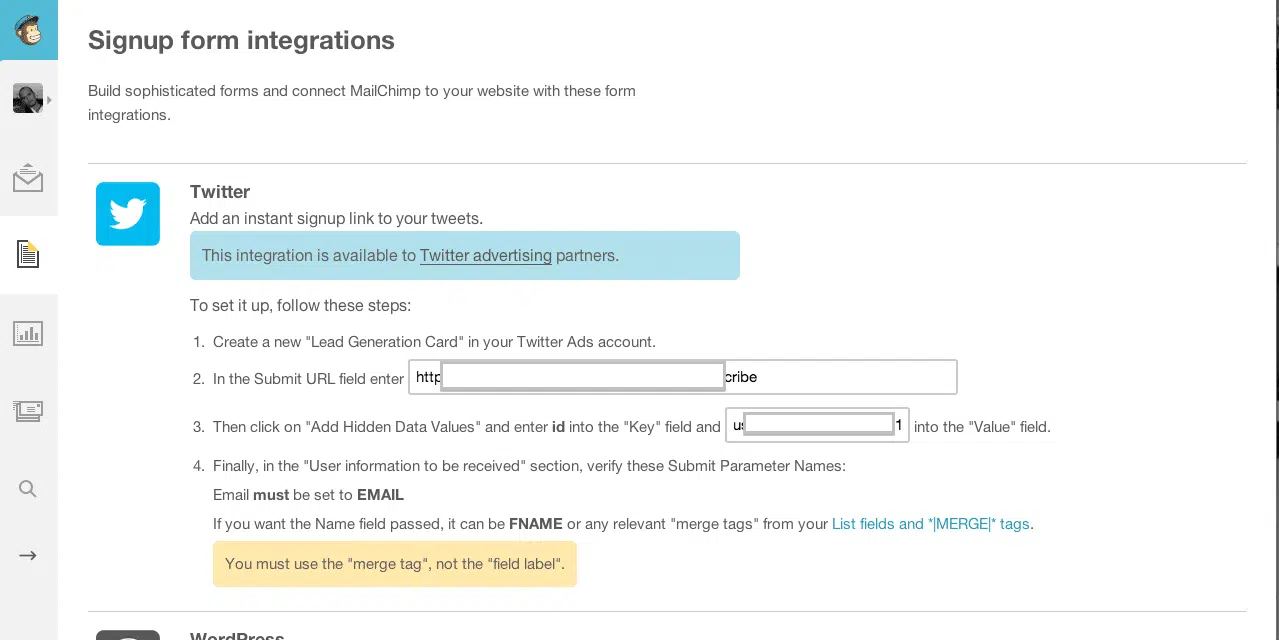 Signup form integrations
Build sophisticated forms and connect MailChimp to your website with these form
integrations.
Twitter
Add an instant signup link to your tweets.
This integration is available to Twitter advertising partners.
To set it up, follow these steps:
1. Create a new "Lead Generation Card" in your Twitter Ads account.
2. In the Submit URL field enter http cribe
3. Then click on "Add Hidden Data Values" and enter id into the "Key" field and us 1 into the "Value" field.
4. Finally, in the "User information to be received" section, verify these Submit Parameter Names:
Email must be set to EMAIL
If you want the Name field passed, it can be FNAME or any relevant "merge tags" from your List fields and *|MERGE|* tags.
You must use the "merge tag", not the "field label".
WordPress